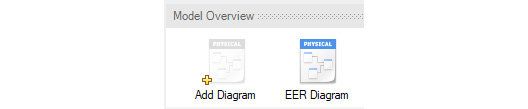 Model Overview
PHYSICAL PHYSICAL
Add Diagram EER Diagram